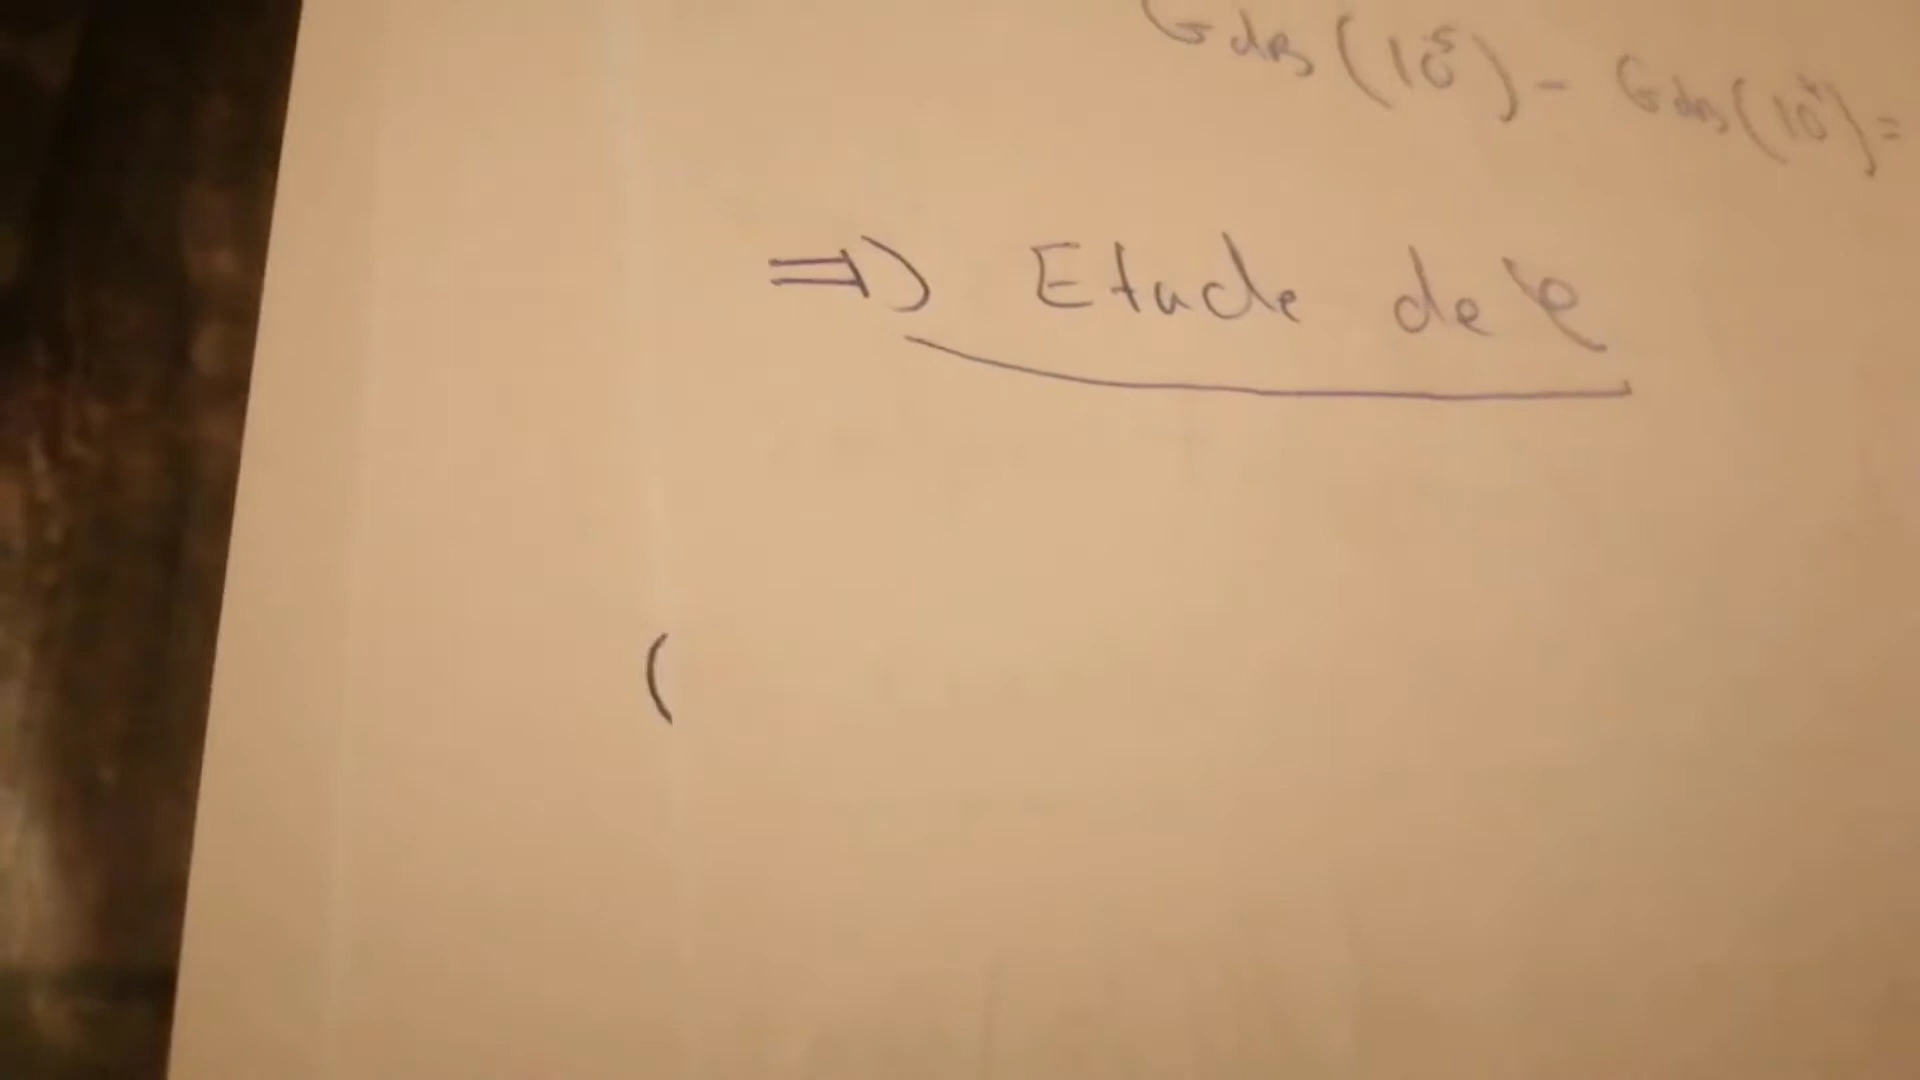 GdB(10⁵) - GdB(10⁴) =
⇒) Etude de φ
(